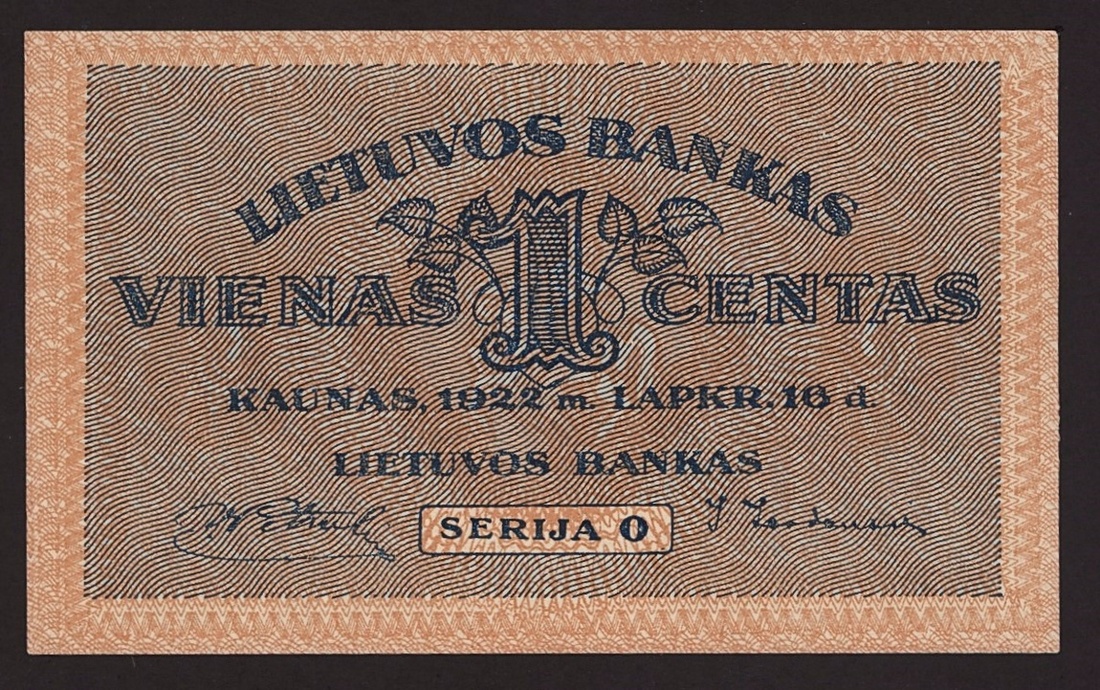 LIETUVOS BANKAS
VIENAS 1 CENTAS
KAUNAS, 1922 m. LAPKR. 16 d.
LIETUVOS BANKAS
SERIJA O